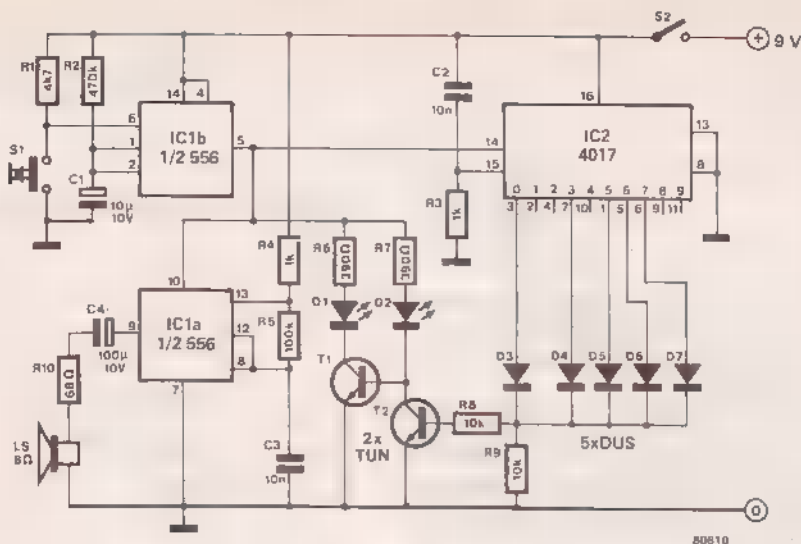 S2
9 V
R1
4k7
R2
470k
14
4
6
1
2
5
IC1b
1/2 556
S1
C1
10µ
10V
C2
10n
R3
1k
16
14
15
IC2
4017
13
8
0 1 2 3 4 5 6 7 8 9
3 2 4 7 10 1 5 6 9 11
10
R4
1k
R6
390Ω
R7
390Ω
C4
100µ
10V
9
IC1a
1/2 556
13
12
8
7
R5
100k
D1
D2
R10
68Ω
LS
8Ω
T1
T2
2x
TUN
R8
10k
R9
10k
D3
D4
D5
D6
D7
5xDUS
C3
10n
0
80810